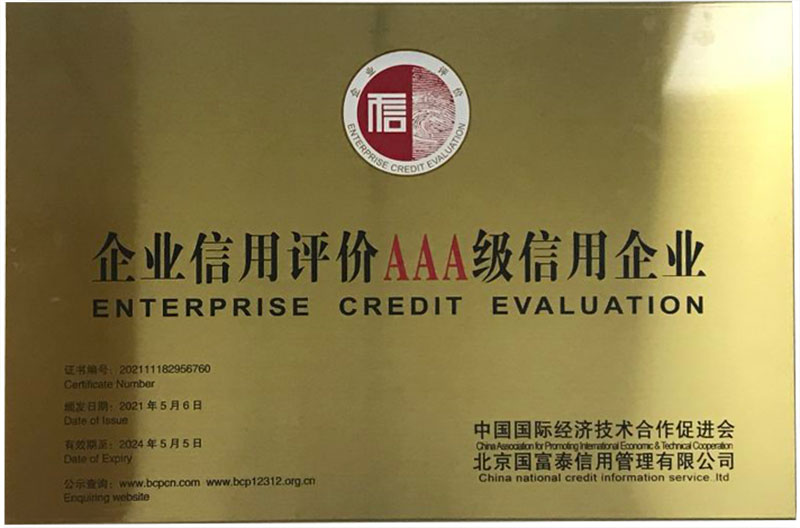 企业评价
信
ENTERPRISE CREDIT EVALUATION
企业信用评价AAA级信用企业
ENTERPRISE CREDIT EVALUATION
证书编号：202111182956760
Certificate Number
颁发日期：2021年5月6日
Date of Issue
有效期至：2024年5月5日
Date of Expiry
公示查询：www.bcpcn.com www.bcp12312.org.cn
Enquiring website
中国国际经济技术合作促进会
China Association for Promoting International Economic & Technical Cooperation
北京国富泰信用管理有限公司
China national credit information service.ltd